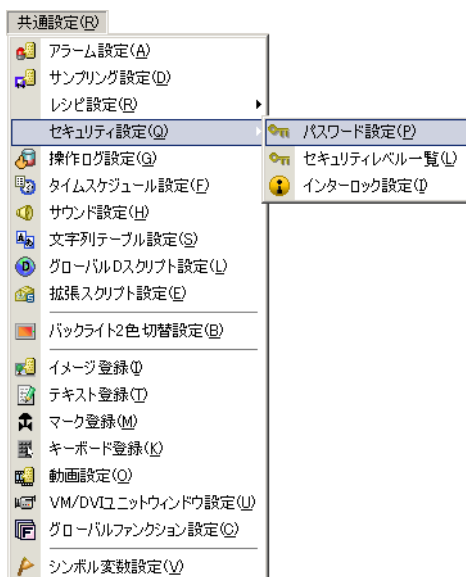 共通設定(R)
アラーム設定(A)
サンプリング設定(D)
レシピ設定(R)
セキュリティ設定(Q)
パスワード設定(P)
セキュリティレベル一覧(L)
インターロック設定(I)
操作ログ設定(G)
タイムスケジュール設定(F)
サウンド設定(H)
文字列テーブル設定(S)
グローバルDスクリプト設定(L)
拡張スクリプト設定(E)
バックライト2色切替設定(B)
イメージ登録(I)
テキスト登録(T)
マーク登録(M)
キーボード登録(K)
動画設定(O)
VM/DVIユニットウィンドウ設定(U)
グローバルファンクション設定(C)
シンボル変数設定(V)